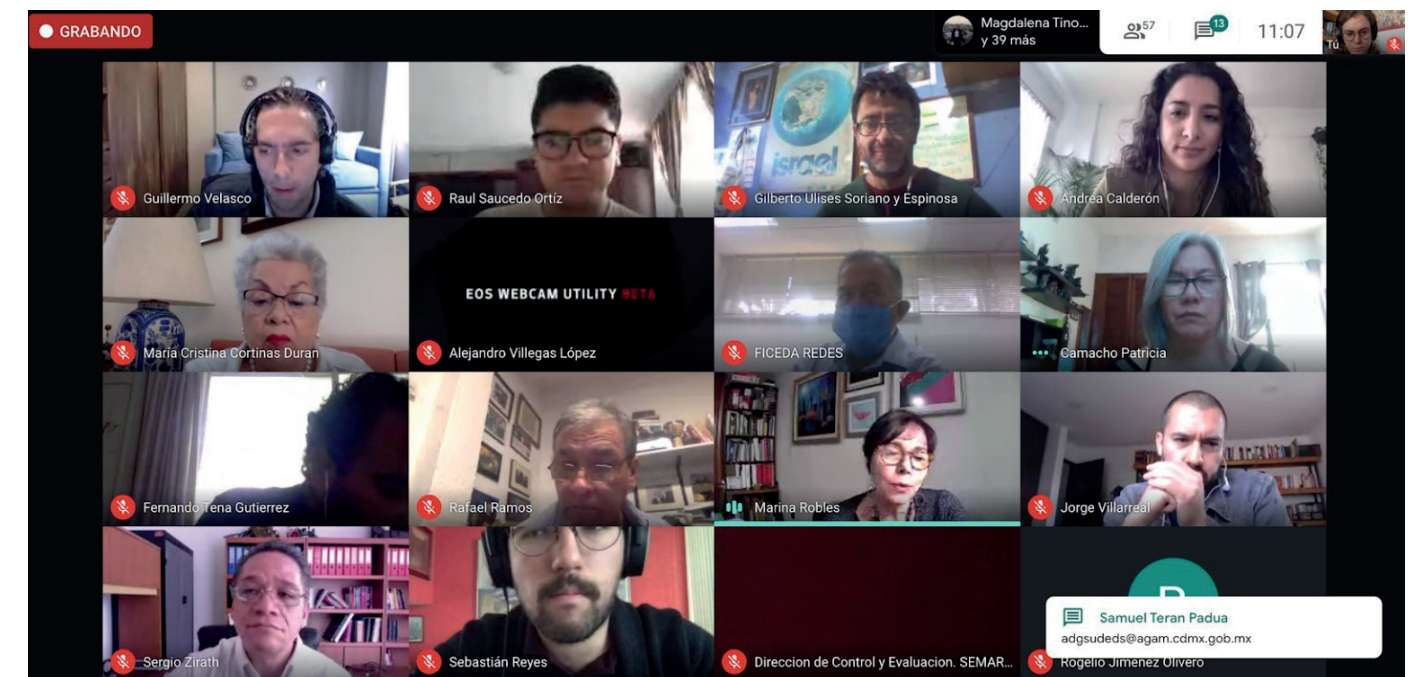 GRABANDO
Magdalena Tino...
y 39 más
57
13
11:07
Tú
israel
Guillermo Velasco
Raul Saucedo Ortíz
Gilberto Ulises Soriano y Espinosa
Andrea Calderón
EOS WEBCAM UTILITY BETA
María Cristina Cortinas Duran
Alejandro Villegas López
FICEDA REDES
Camacho Patricia
Fernando Tena Gutierrez
Rafael Ramos
Marina Robles
Jorge Villarreal
Samuel Teran Padua
adgsudeds@agam.cdmx.gob.mx
Sergio Zirath
Sebastián Reyes
Direccion de Control y Evaluacion. SEMAR...
Rogelio Jimenez Olivero